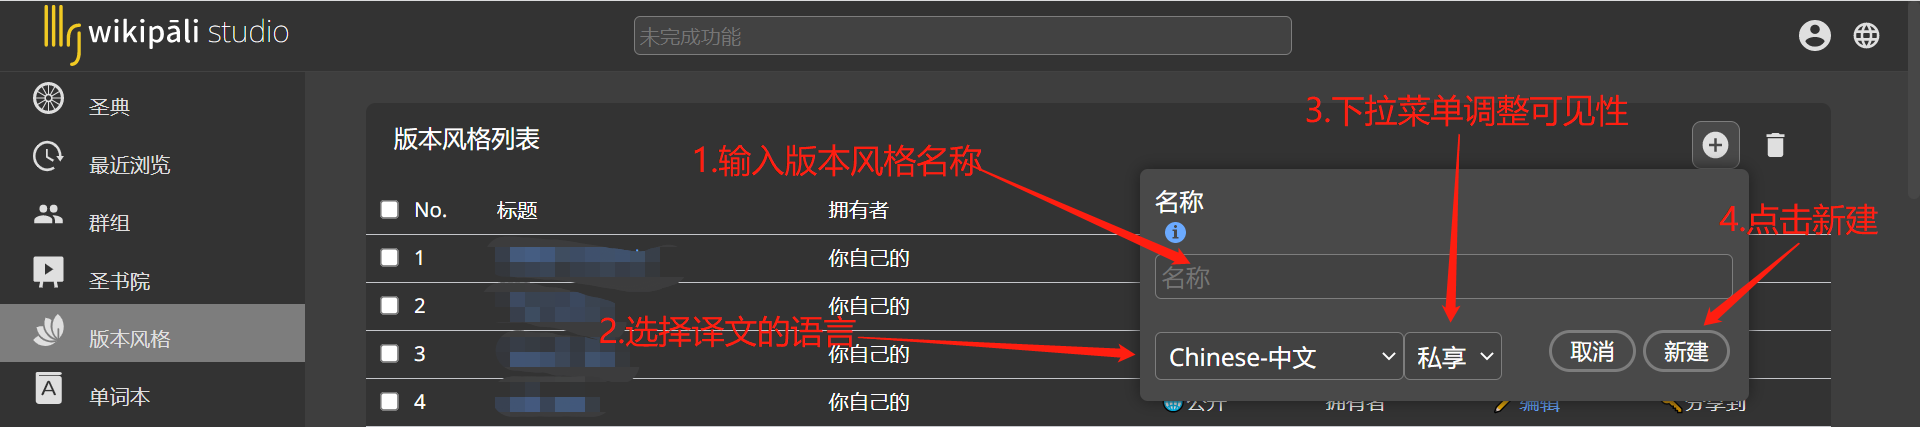 wikipāli studio
未完成功能
圣典
最近浏览
群组
圣书院
版本风格
单词本
版本风格列表
1.输入版本风格名称
3.下拉菜单调整可见性
4.点击新建
2.选择译文的语言
No. 标题 拥有者
1 你自己的
2 你自己的
3 你自己的
4 你自己的 公开 拥有者 编辑 分享到
名称
名称
Chinese-中文 私享 取消 新建